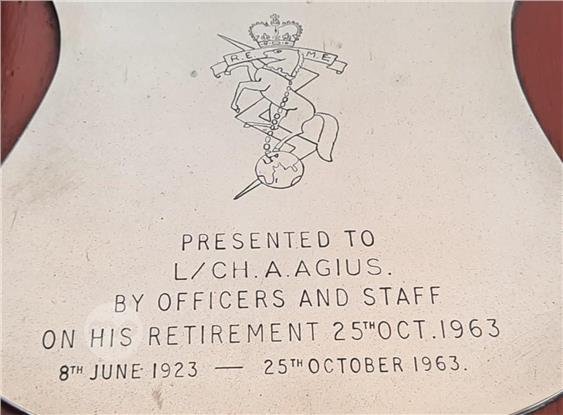 R.E. M.E.
PRESENTED TO
L/CH. A. AGIUS.
BY OFFICERS AND STAFF
ON HIS RETIREMENT 25TH OCT. 1963
8TH JUNE 1923 — 25TH OCTOBER 1963.